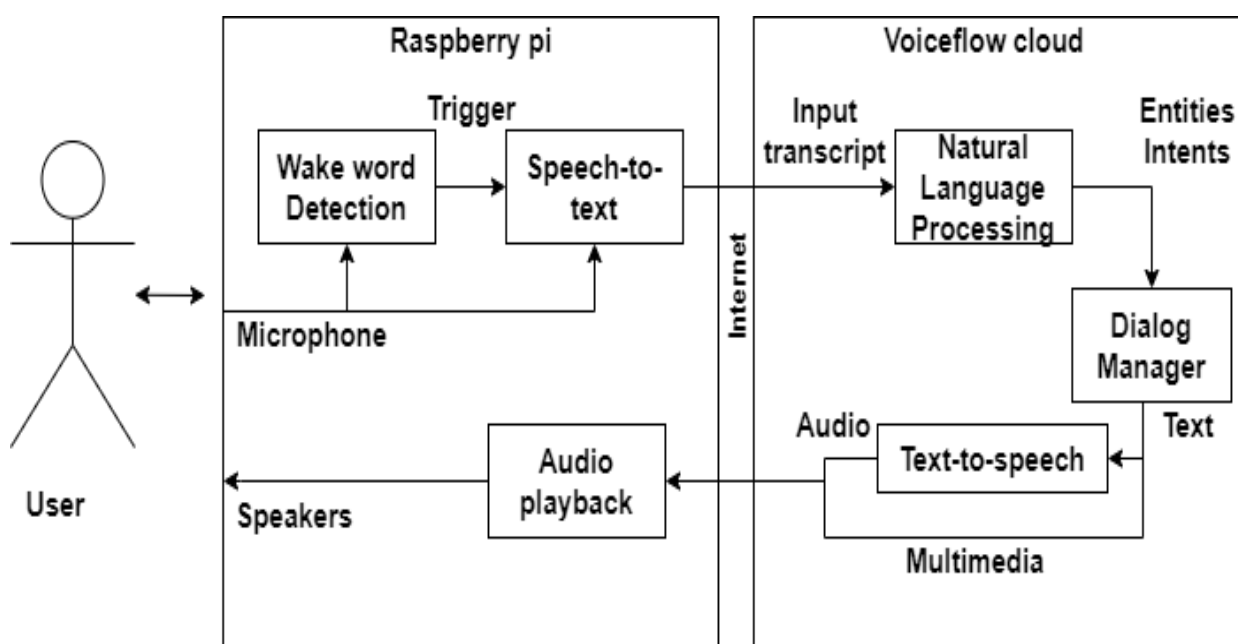 Raspberry pi
Voiceflow cloud
Trigger
Wake word
Detection
Speech-to-
text
Input
transcript
Natural
Language
Processing
Entities
Intents
Microphone
Internet
Dialog
Manager
User
Speakers
Audio
playback
Audio
Text-to-speech
Text
Multimedia